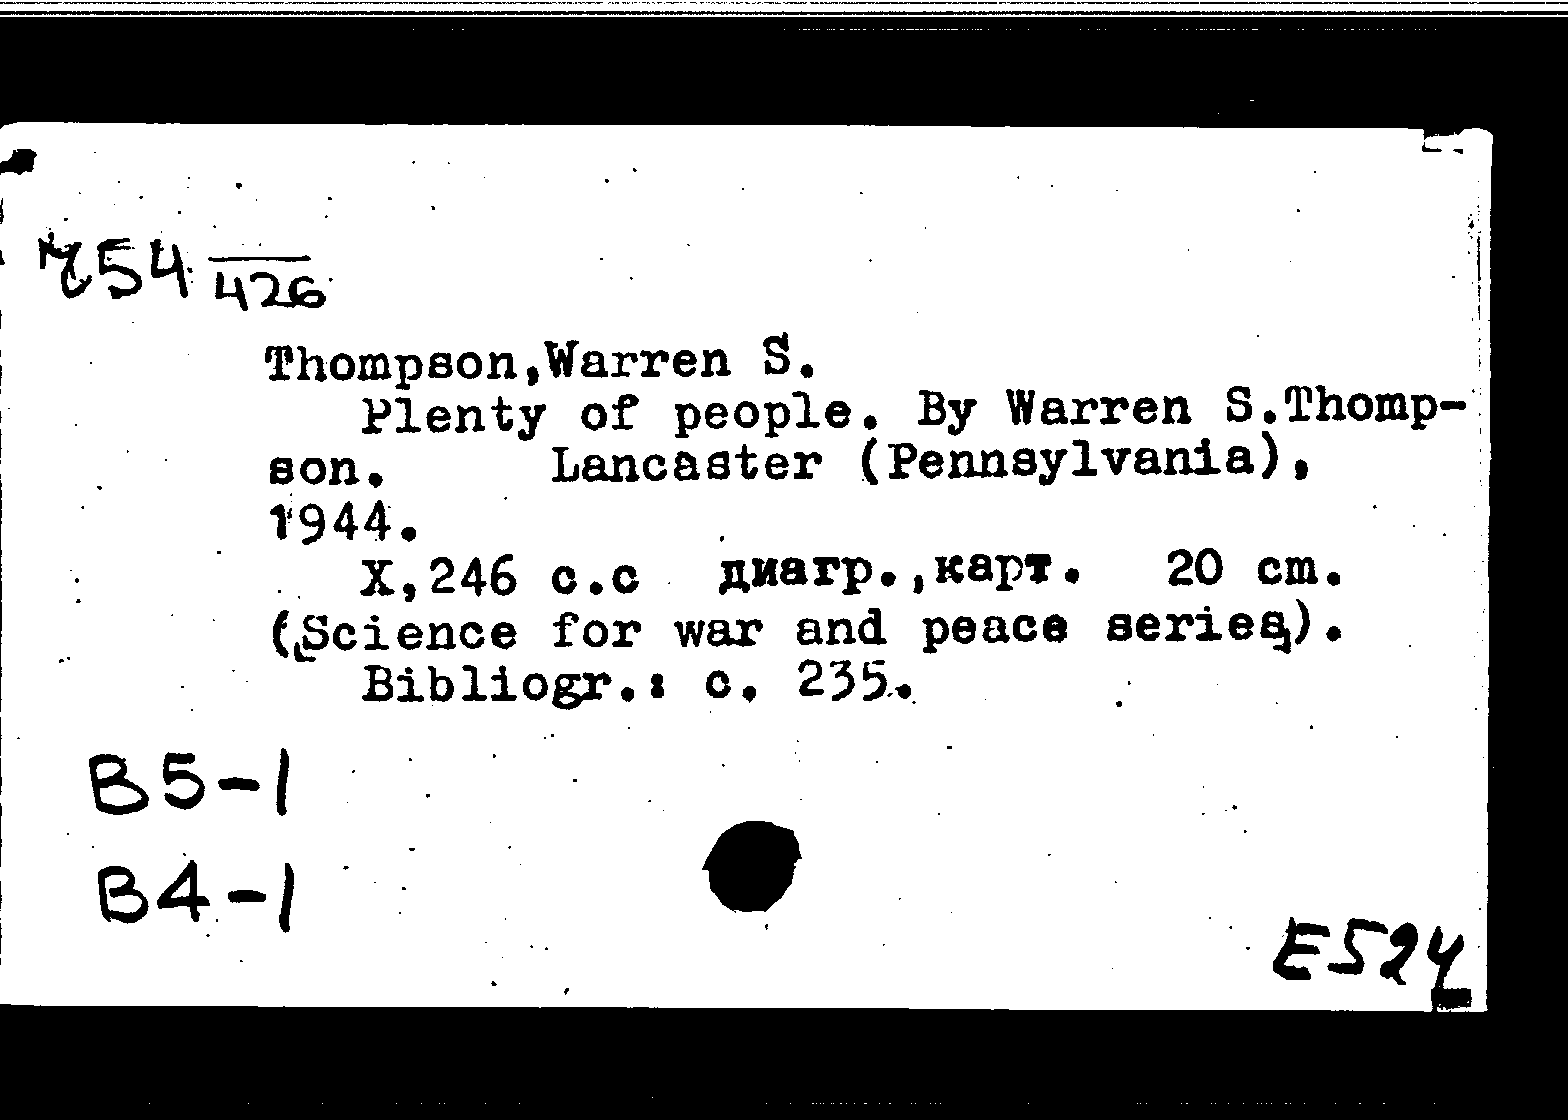 54 426
Thompson,Warren S.
Plenty of people. By Warren S.Thomp-
son. Lancaster (Pennsylvania),
1944.
X,246 c.c диагр.,карт. 20 cm.
(Science for war and peace series).
Bibliogr.: c. 235.
B5-1
B4-1
E524